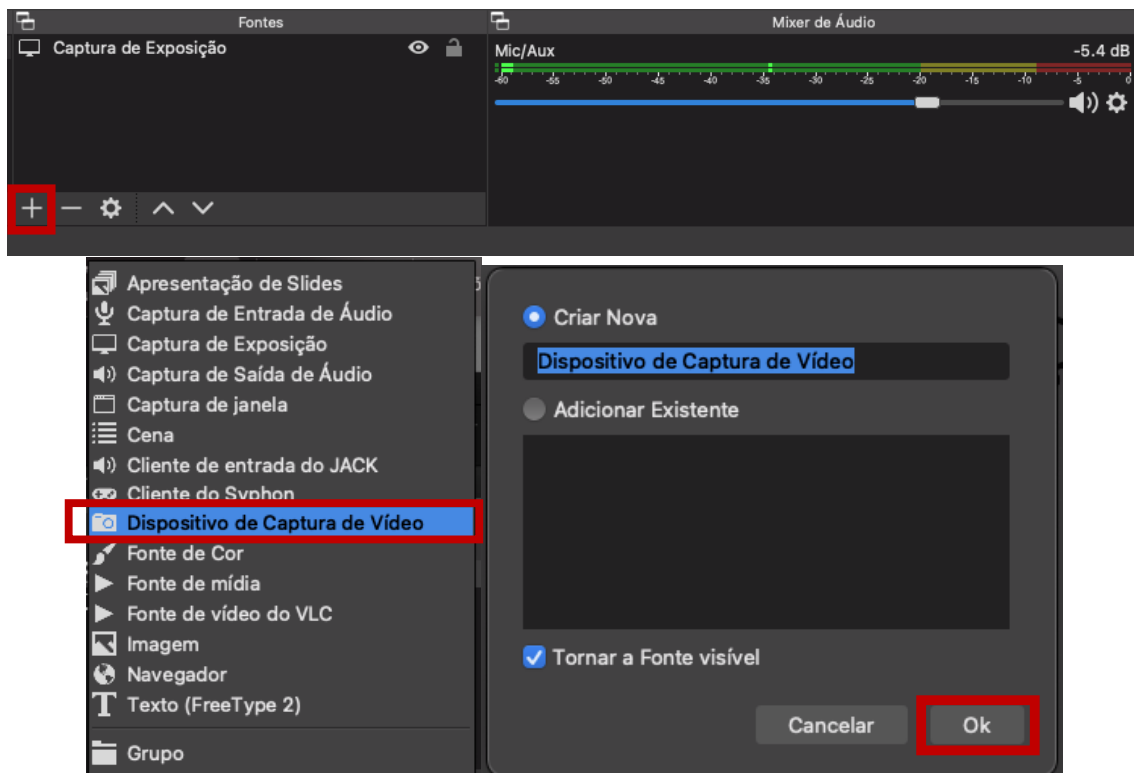 Fontes
Mixer de Áudio
Captura de Exposição
Mic/Aux
-5.4 dB
-60 -55 -50 -45 -40 -35 -30 -25 -20 -15 -10 -5 0
Apresentação de Slides
Captura de Entrada de Áudio
Captura de Exposição
Captura de Saída de Áudio
Captura de janela
Cena
Cliente de entrada do JACK
Cliente do Syphon
Dispositivo de Captura de Vídeo
Fonte de Cor
Fonte de mídia
Fonte de vídeo do VLC
Imagem
Navegador
Texto (FreeType 2)
Grupo
Criar Nova
Dispositivo de Captura de Vídeo
Adicionar Existente
Tornar a Fonte visível
Cancelar
Ok